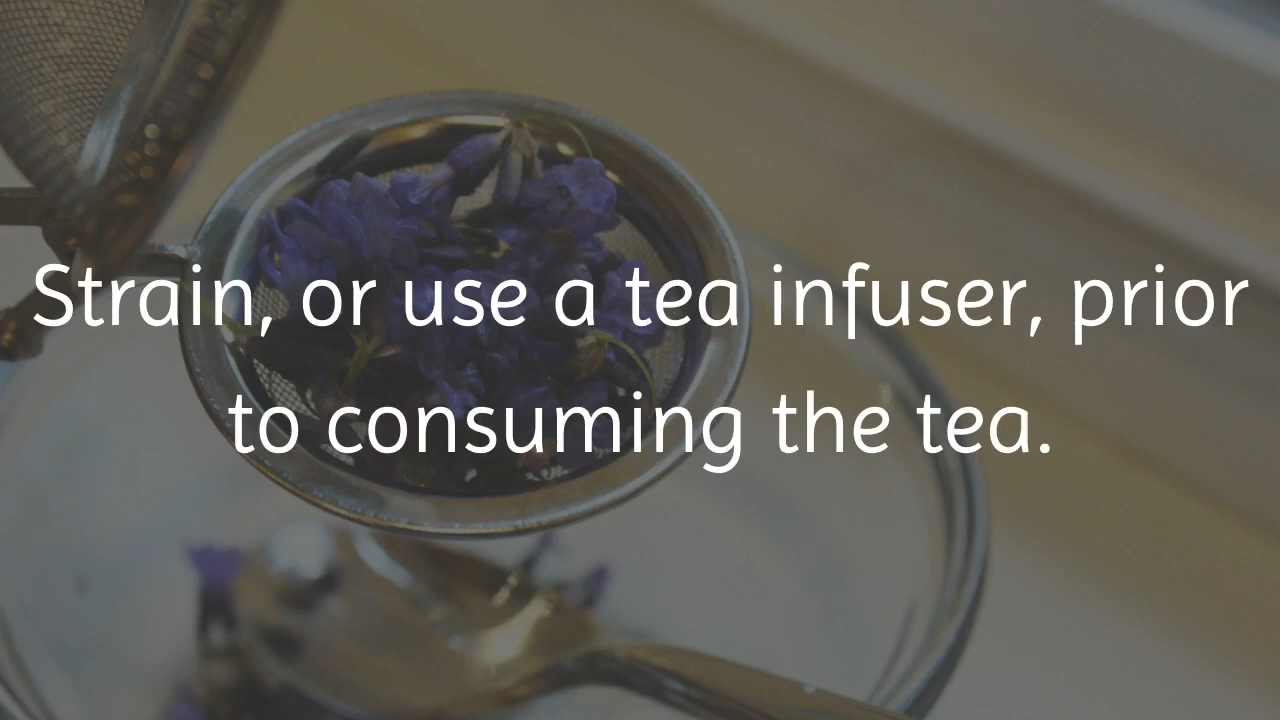 Strain, or use a tea infuser, prior
to consuming the tea.